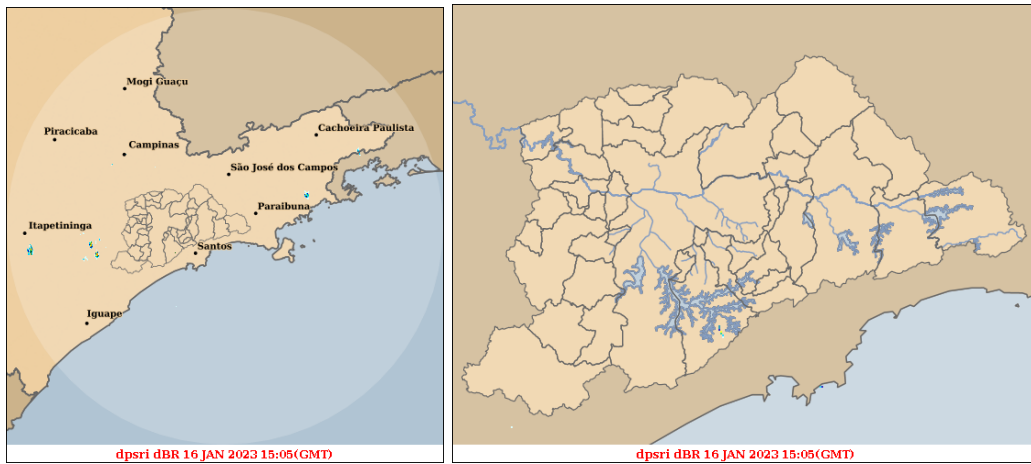 Mogi Guaçu
Piracicaba
Cachoeira Paulista
Campinas
São José dos Campos
Paraibuna
Itapetininga
Santos
Iguape
dpsri dBR 16 JAN 2023 15:05(GMT)
dpsri dBR 16 JAN 2023 15:05(GMT)